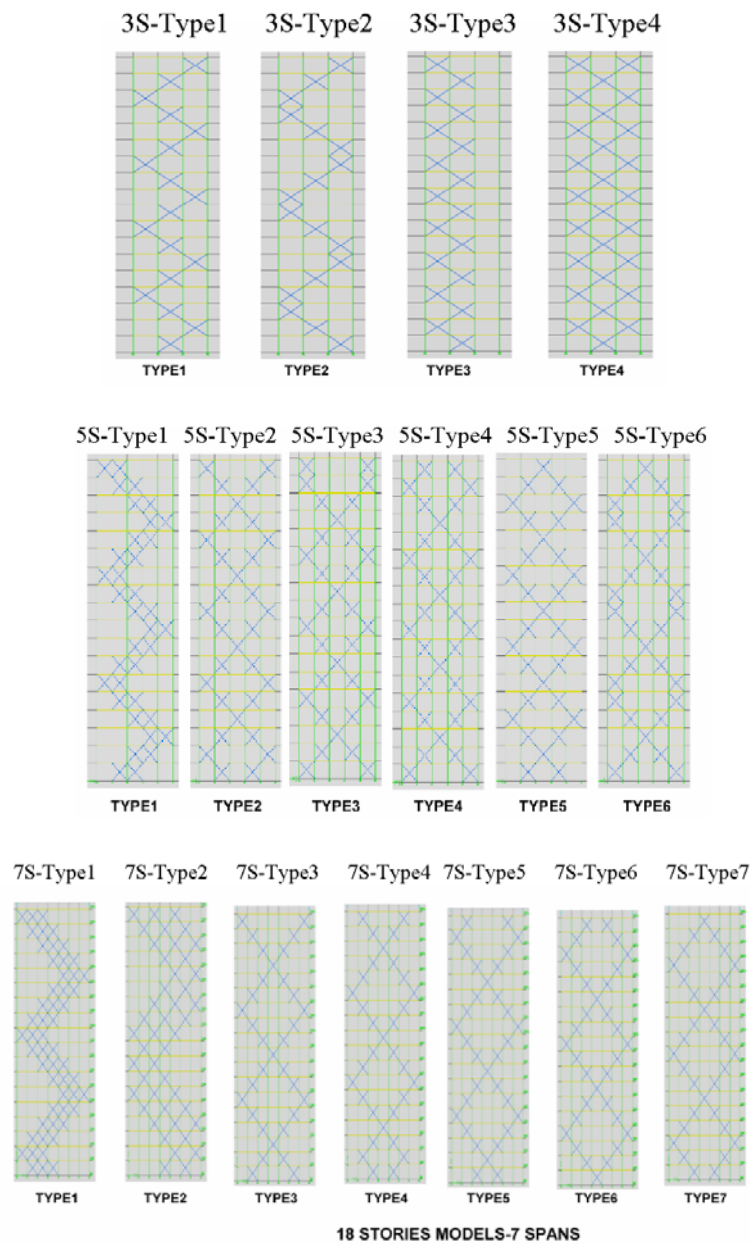 3S-Type1 3S-Type2 3S-Type3 3S-Type4
TYPE1 TYPE2 TYPE3 TYPE4
5S-Type1 5S-Type2 5S-Type3 5S-Type4 5S-Type5 5S-Type6
TYPE1 TYPE2 TYPE3 TYPE4 TYPE5 TYPE6
7S-Type1 7S-Type2 7S-Type3 7S-Type4 7S-Type5 7S-Type6 7S-Type7
TYPE1 TYPE2 TYPE3 TYPE4 TYPE5 TYPE6 TYPE7
18 STORIES MODELS-7 SPANS